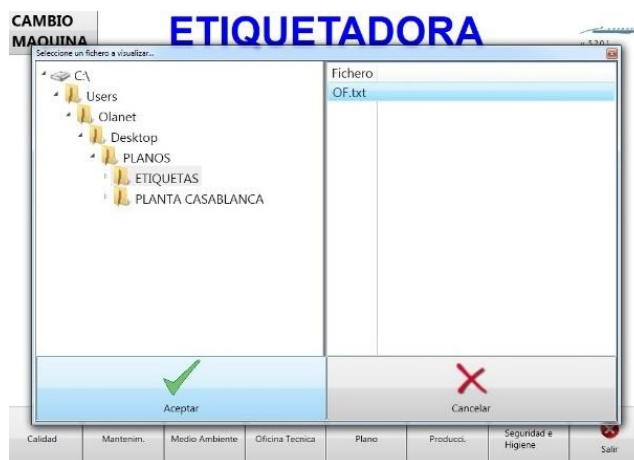 CAMBIO
MAQUINA
ETIQUETADORA
Seleccione un fichero a visualizar...
C:\
Users
Olanet
Desktop
PLANOS
ETIQUETAS
PLANTA CASABLANCA
Fichero
OF.txt
Aceptar
Cancelar
Calidad
Mantenim.
Medio Ambiente
Oficina Tecnica
Plano
Producci.
Seguridad e
Higiene
Salir